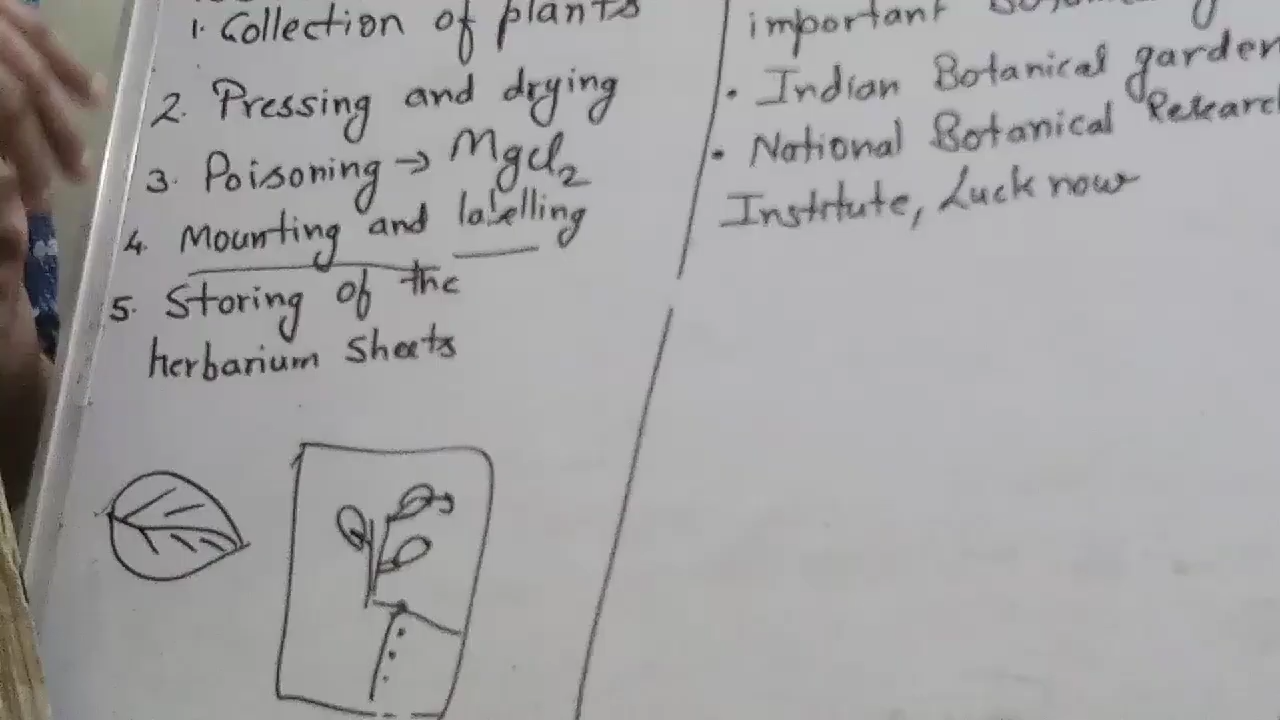 1. Collection of plants
2. Pressing and drying
3. Poisoning → Mgcl2
4. Mounting and labelling
5. Storing of the
herbarium sheets
important
• Indian Botanical garden
• National Botanical Research
Institute, Lucknow